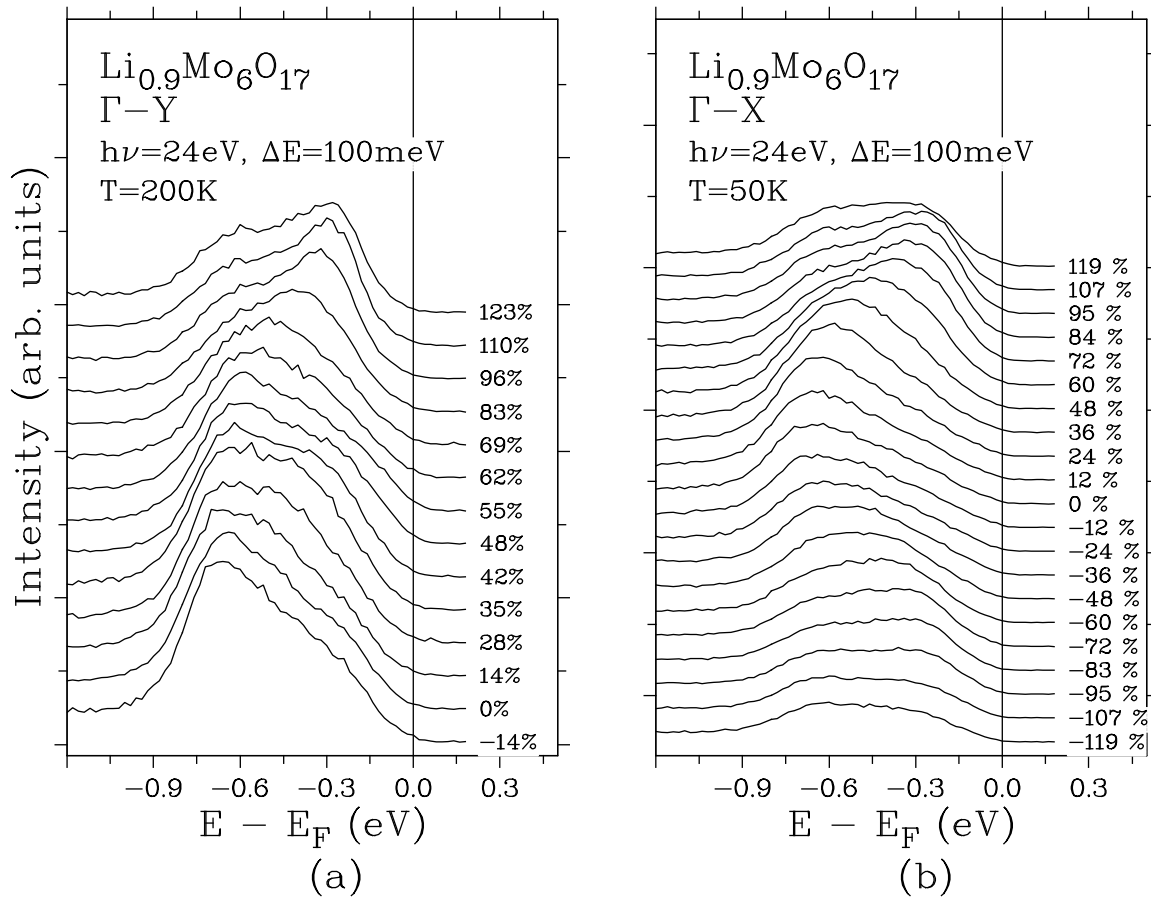 Li0.9Mo6O17
Γ−Y
hν=24eV, ΔE=100meV
T=200K
Intensity (arb. units)
123%
110%
96%
83%
69%
62%
55%
48%
42%
35%
28%
14%
0%
−14%
−0.9 −0.6 −0.3 0.0 0.3
E − EF (eV)
(a)
Li0.9Mo6O17
Γ−X
hν=24eV, ΔE=100meV
T=50K
119 %
107 %
95 %
84 %
72 %
60 %
48 %
36 %
24 %
12 %
0 %
−12 %
−24 %
−36 %
−48 %
−60 %
−72 %
−83 %
−95 %
−107 %
−119 %
−0.9 −0.6 −0.3 0.0 0.3
E − EF (eV)
(b)